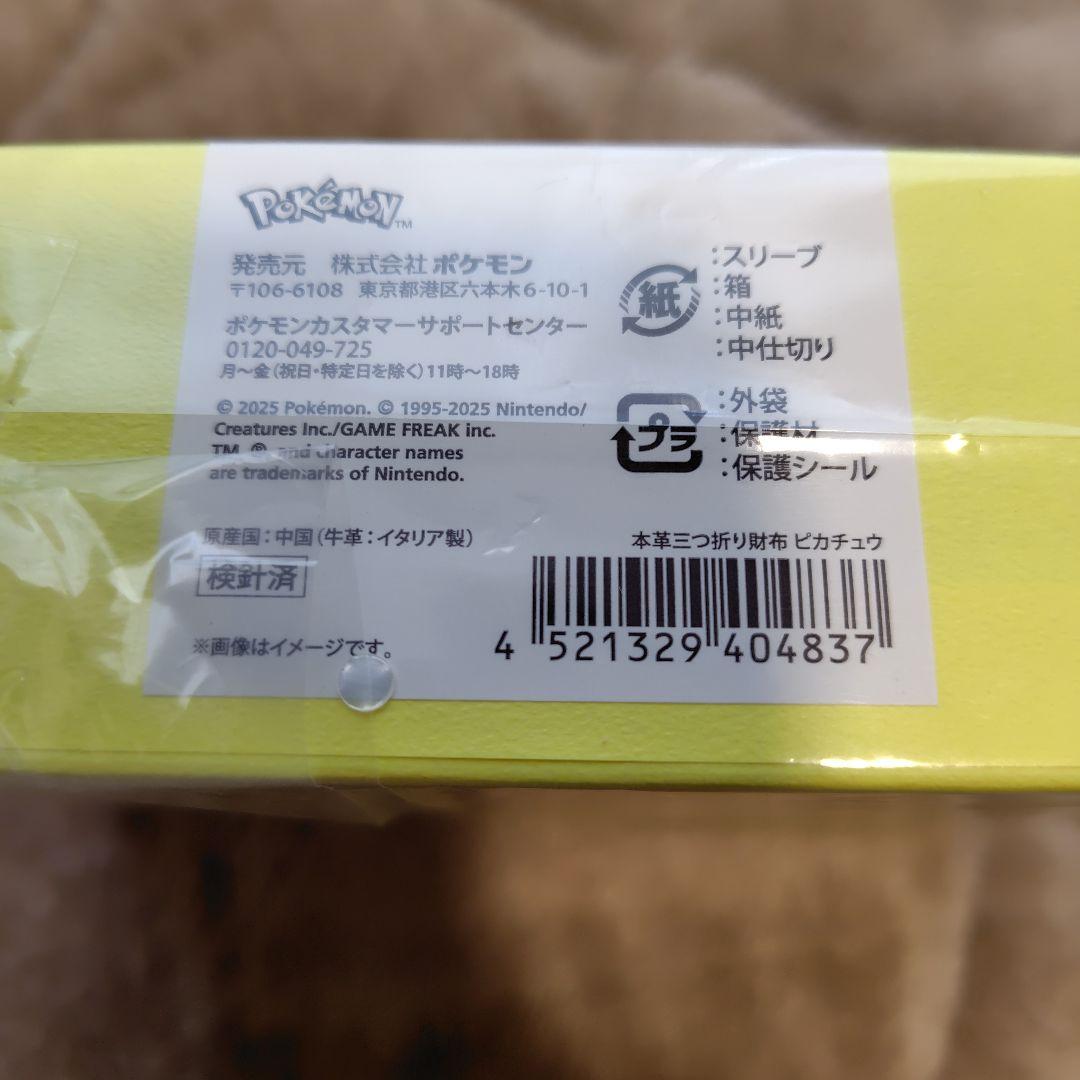 POKéMON™
発売元 株式会社 ポケモン
〒106-6108 東京都港区六本木6-10-1
ポケモンカスタマーサポートセンター
0120-049-725
月～金(祝日・特定日を除く)11時～18時
© 2025 Pokémon. © 1995-2025 Nintendo/
Creatures Inc./GAME FREAK inc.
TM, ®, and character names
are trademarks of Nintendo.
原産国：中国(牛革：イタリア製)
検針済
※画像はイメージです。
紙
：スリーブ
：箱
：中紙
：中仕切り
プラ
：外袋
：保護材
：保護シール
本革三つ折り財布 ピカチュウ
4 521329 404837